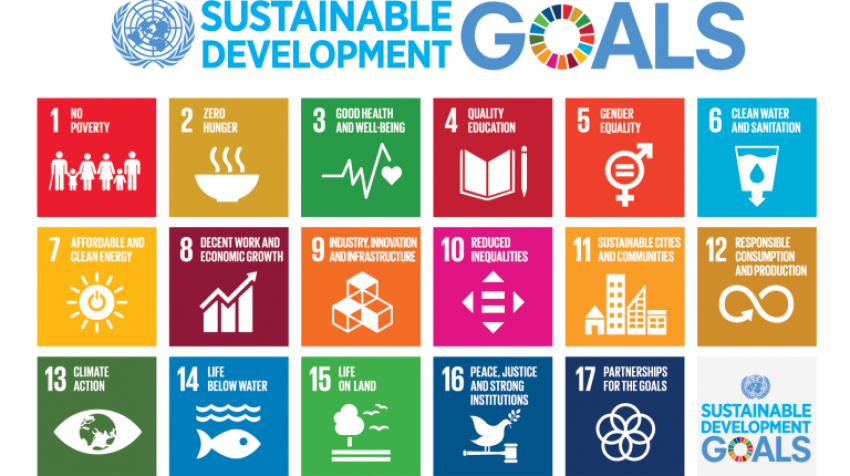 SUSTAINABLE
DEVELOPMENT
GOALS
1 NO
POVERTY
2 ZERO
HUNGER
3 GOOD HEALTH
AND WELL-BEING
4 QUALITY
EDUCATION
5 GENDER
EQUALITY
6 CLEAN WATER
AND SANITATION
7 AFFORDABLE AND
CLEAN ENERGY
8 DECENT WORK AND
ECONOMIC GROWTH
9 INDUSTRY, INNOVATION
AND INFRASTRUCTURE
10 REDUCED
INEQUALITIES
11 SUSTAINABLE CITIES
AND COMMUNITIES
12 RESPONSIBLE
CONSUMPTION
AND PRODUCTION
13 CLIMATE
ACTION
14 LIFE
BELOW WATER
15 LIFE
ON LAND
16 PEACE, JUSTICE
AND STRONG
INSTITUTIONS
17 PARTNERSHIPS
FOR THE GOALS
SUSTAINABLE
DEVELOPMENT
GOALS